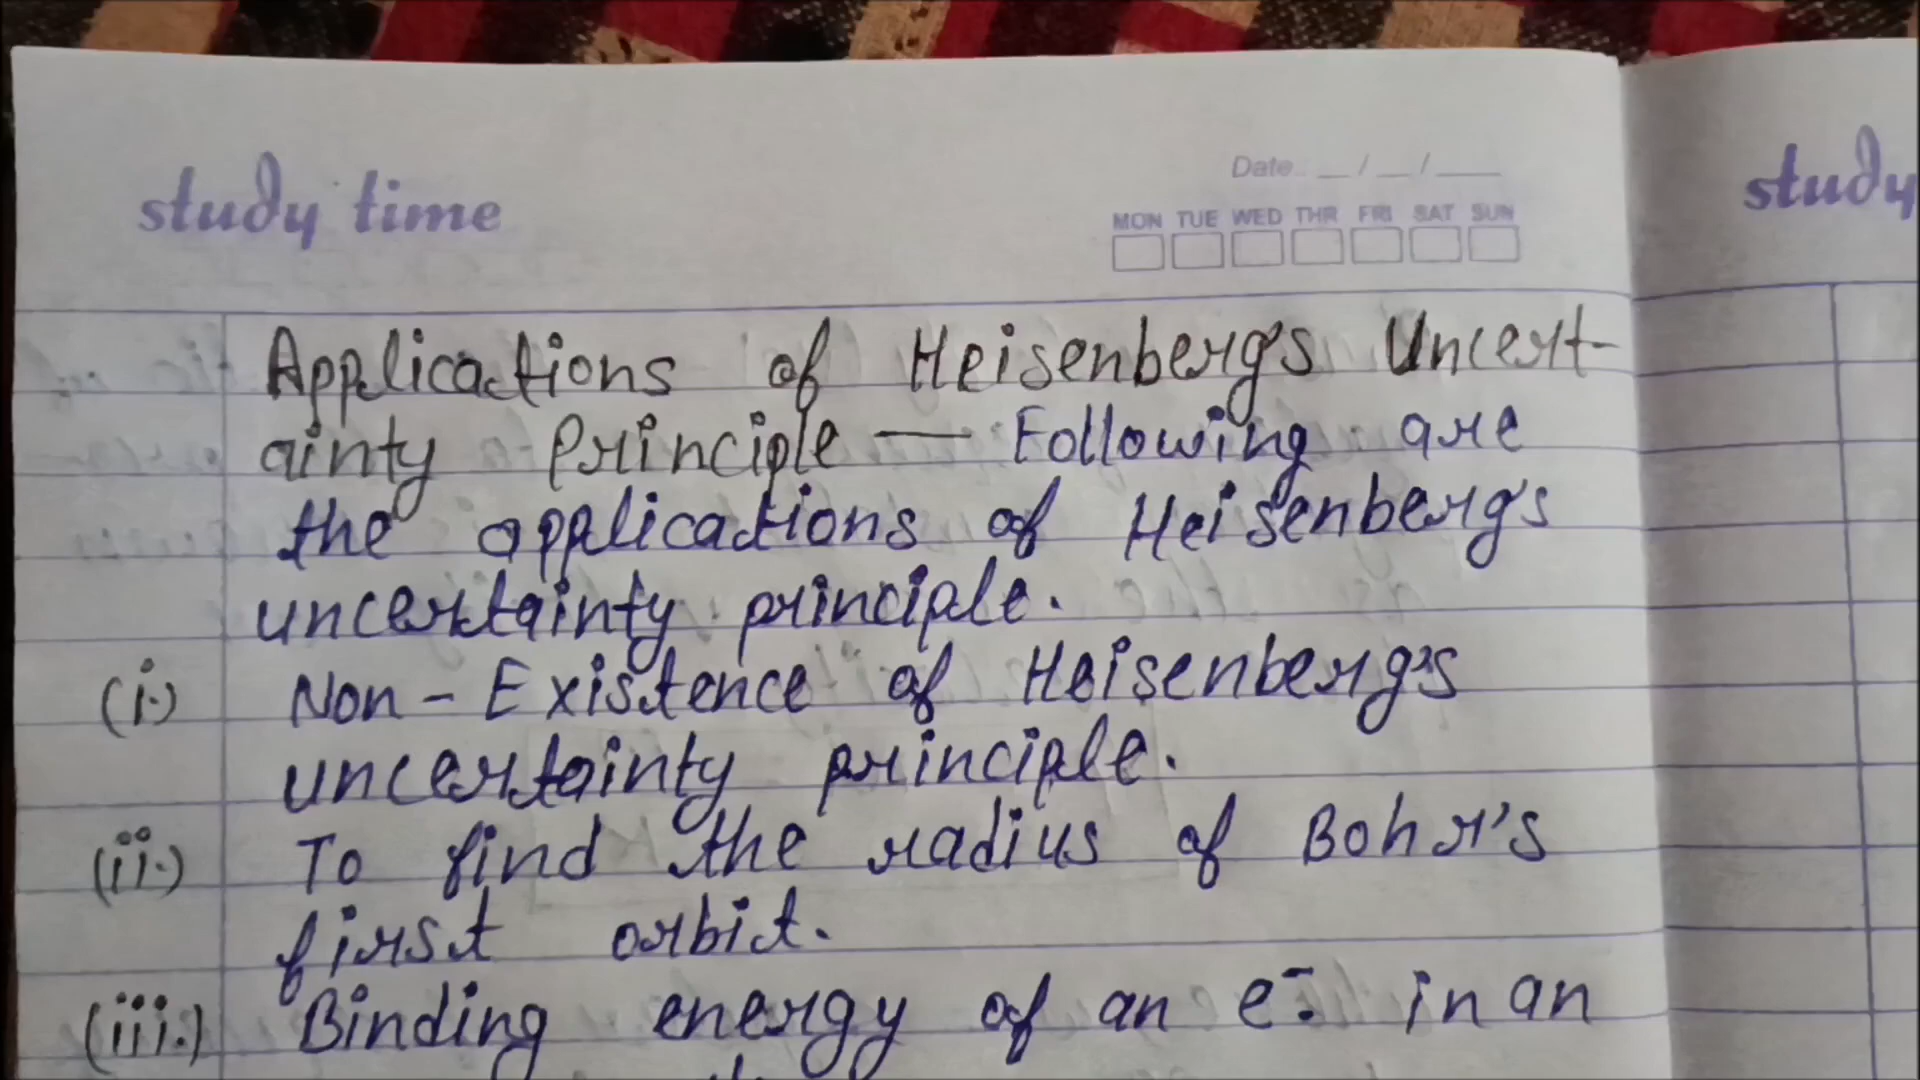 study time
Date __/__/___
MON TUE WED THR FRI SAT SUN
study
Applications of Heisenberg's Uncert-
ainty Principle — Following are
the applications of Heisenberg's
uncertainty principle.
(i.) Non-Existence of Heisenberg's
uncertainty principle.
(ii.) To find the radius of Bohr's
first orbit.
(iii.) Binding energy of an e-. in an